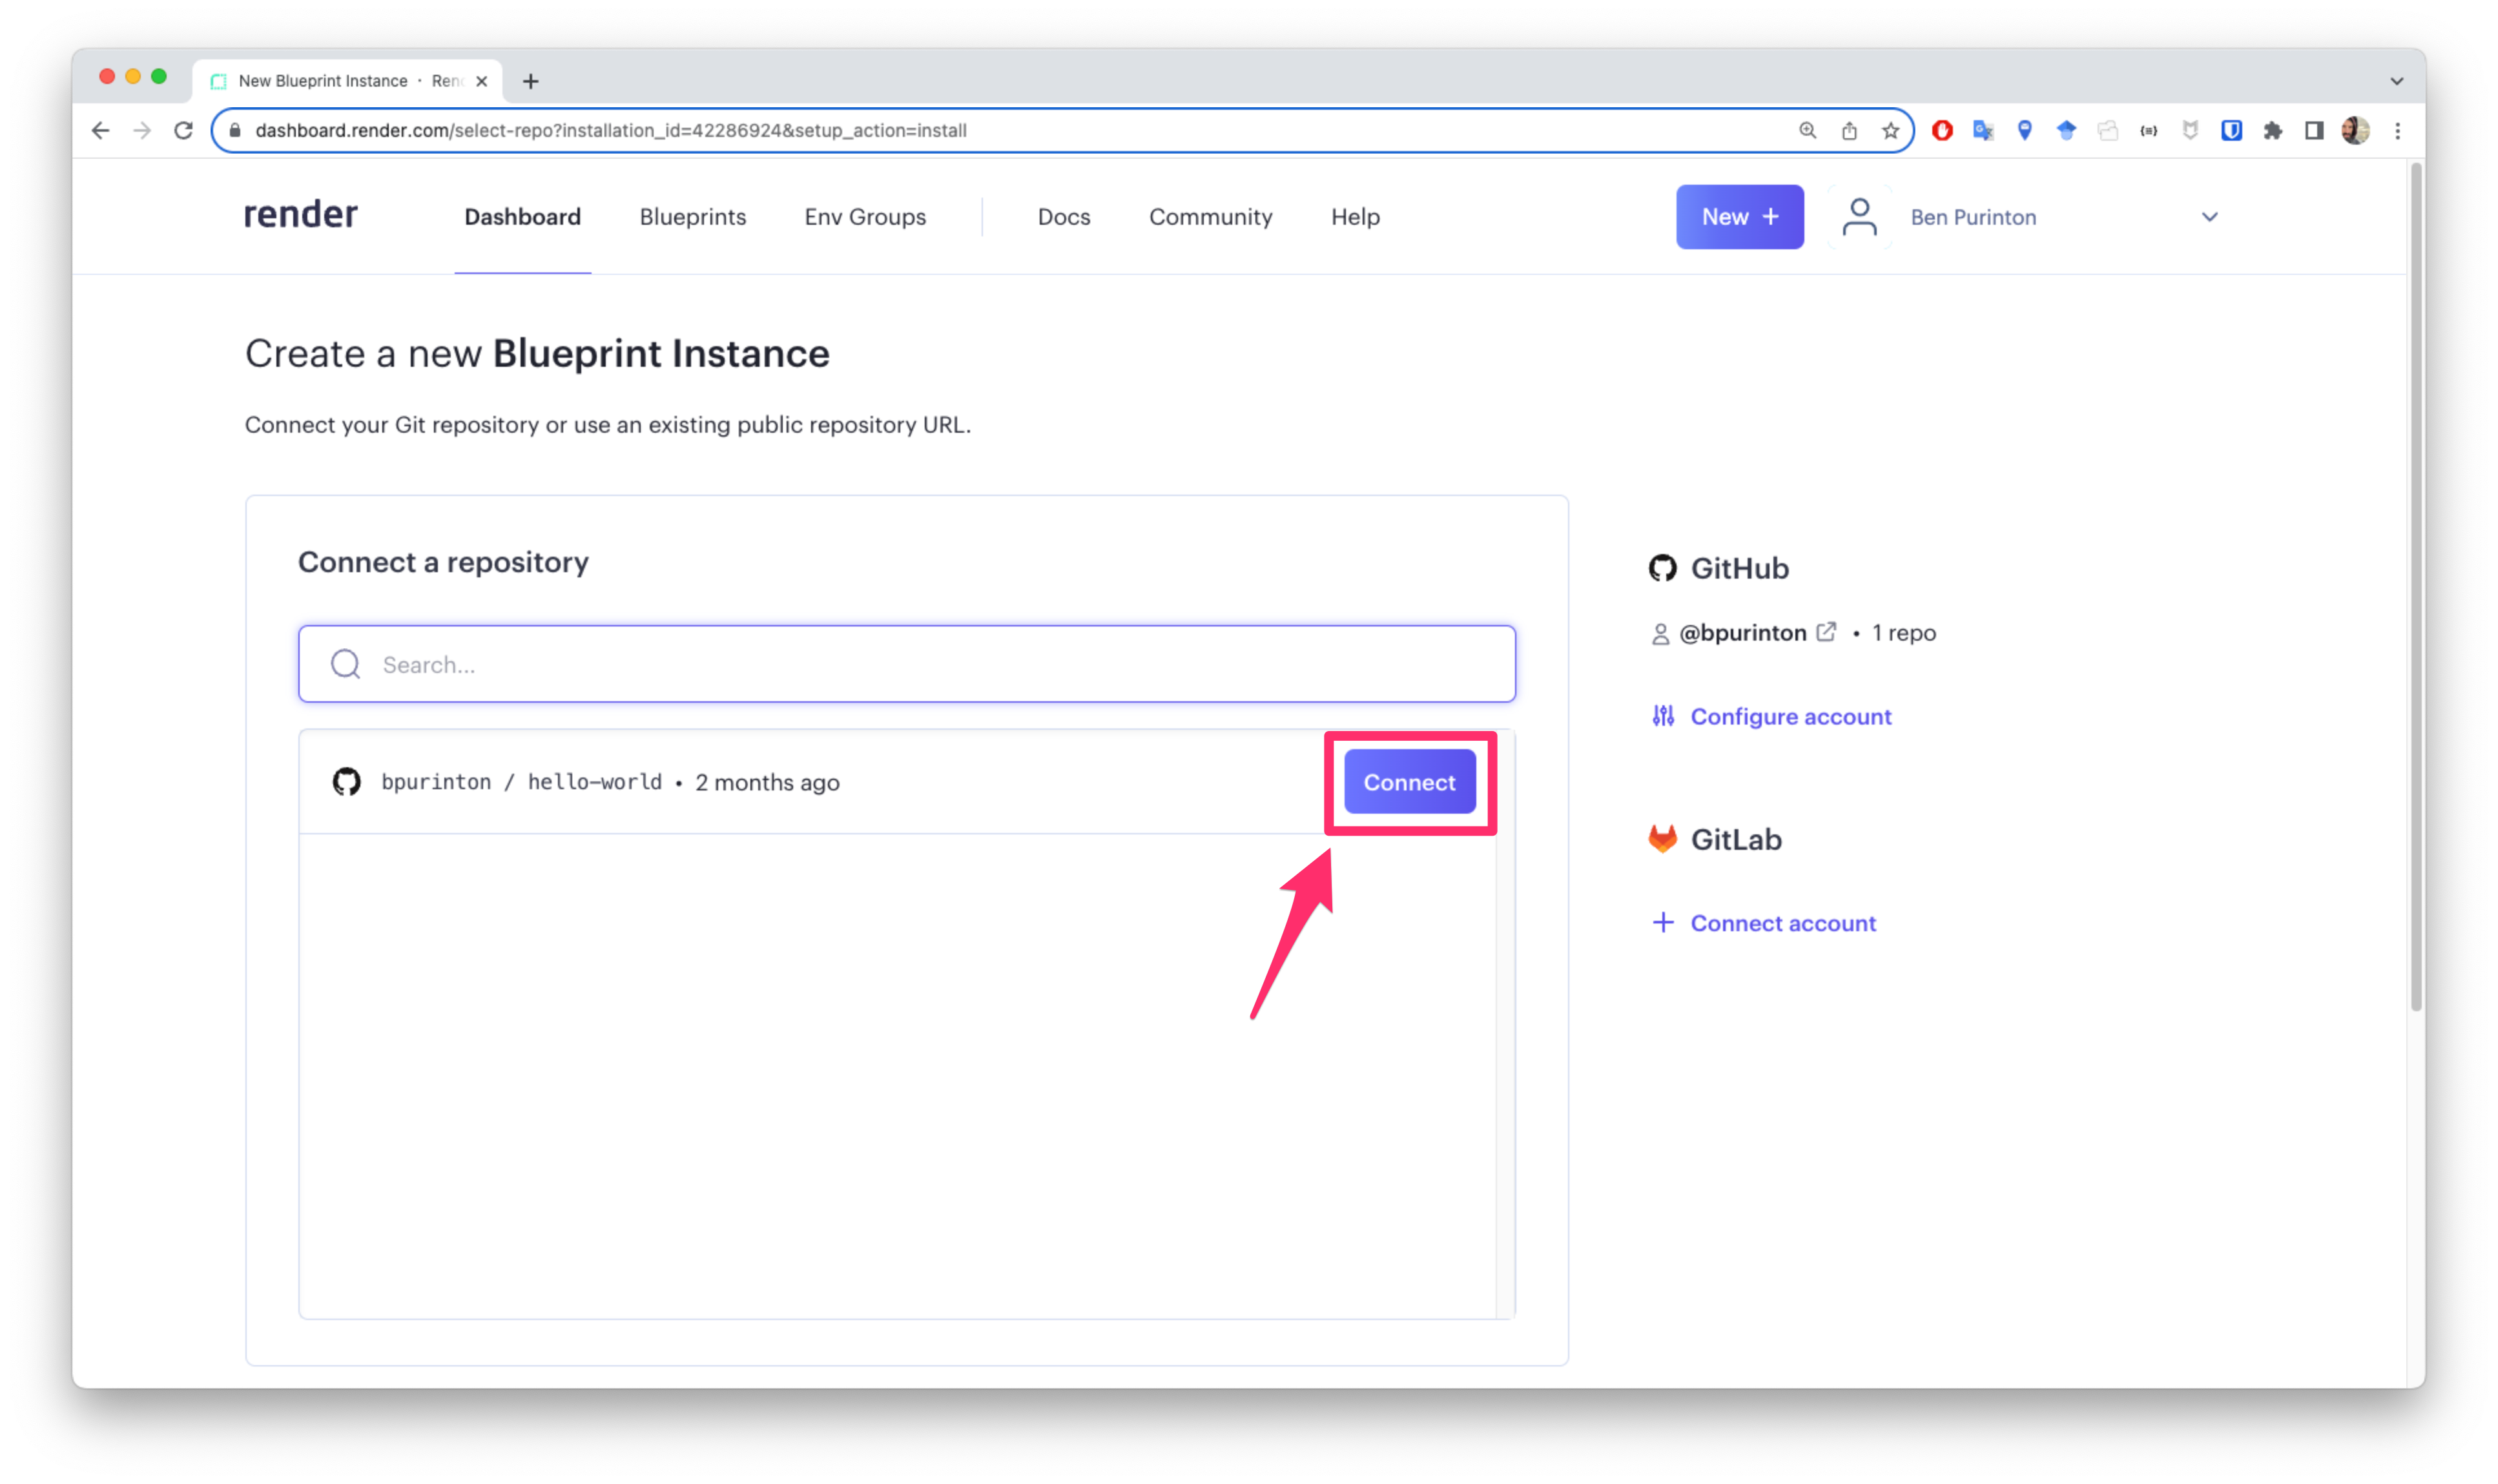 New Blueprint Instance · Ren
dashboard.render.com/select-repo?installation_id=42286924&setup_action=install
render
Dashboard
Blueprints
Env Groups
Docs
Community
Help
New +
Ben Purinton
Create a new Blueprint Instance
Connect your Git repository or use an existing public repository URL.
Connect a repository
Search...
bpurinton / hello-world • 2 months ago
Connect
GitHub
@bpurinton • 1 repo
Configure account
GitLab
+ Connect account